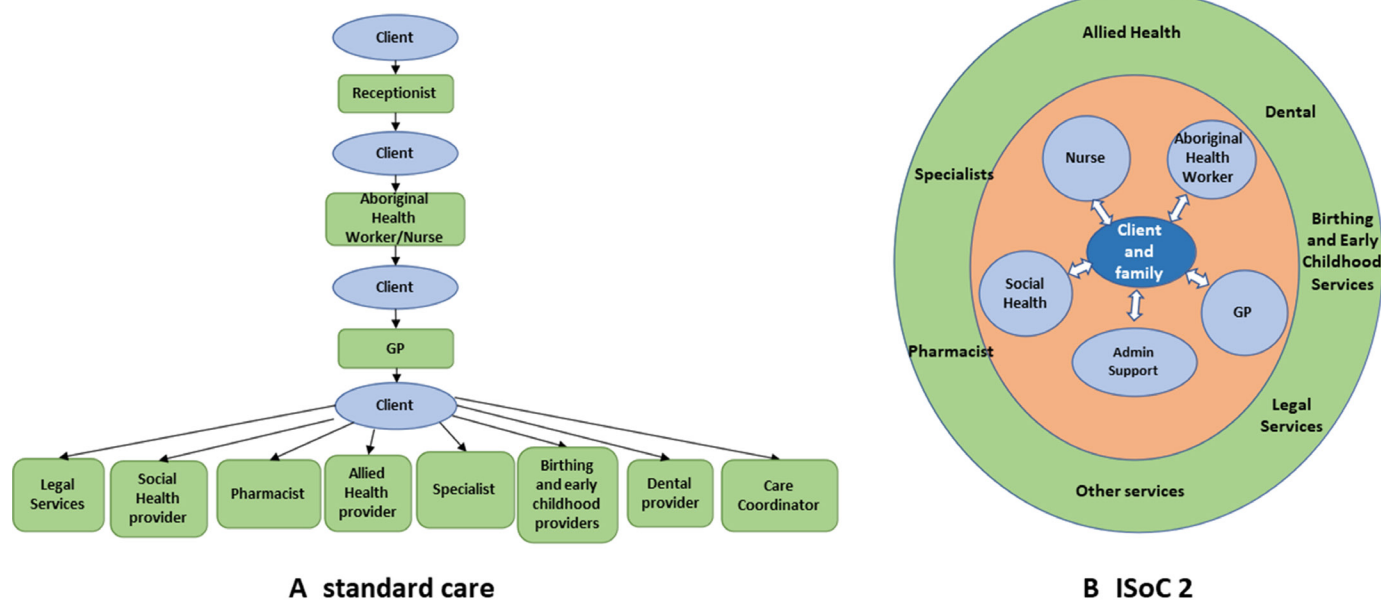 Client
Receptionist
Client
Aboriginal
Health
Worker/Nurse
Client
GP
Client
Legal
Services
Social
Health
provider
Pharmacist
Allied
Health
provider
Specialist
Birthing
and early
childhood
providers
Dental
provider
Care
Coordinator
A standard care
Allied Health
Dental
Specialists
Nurse
Aboriginal
Health
Worker
Client
and
family
Birthing
and Early
Childhood
Services
Social
Health
GP
Pharmacist
Admin
Support
Legal
Services
Other services
B ISoC 2